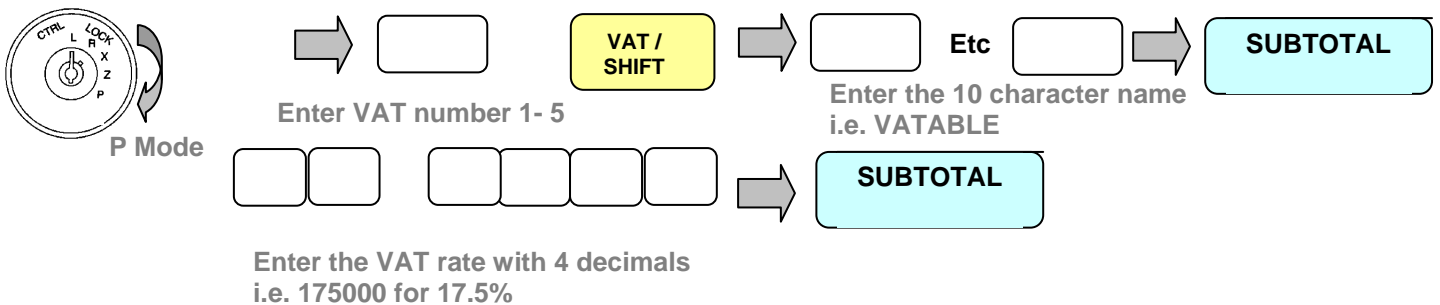 CTRL
LOCK
L
R
X
Z
P
P Mode
VAT /
SHIFT
Etc
SUBTOTAL
Enter VAT number 1- 5
Enter the 10 character name
i.e. VATABLE
SUBTOTAL
Enter the VAT rate with 4 decimals
i.e. 175000 for 17.5%